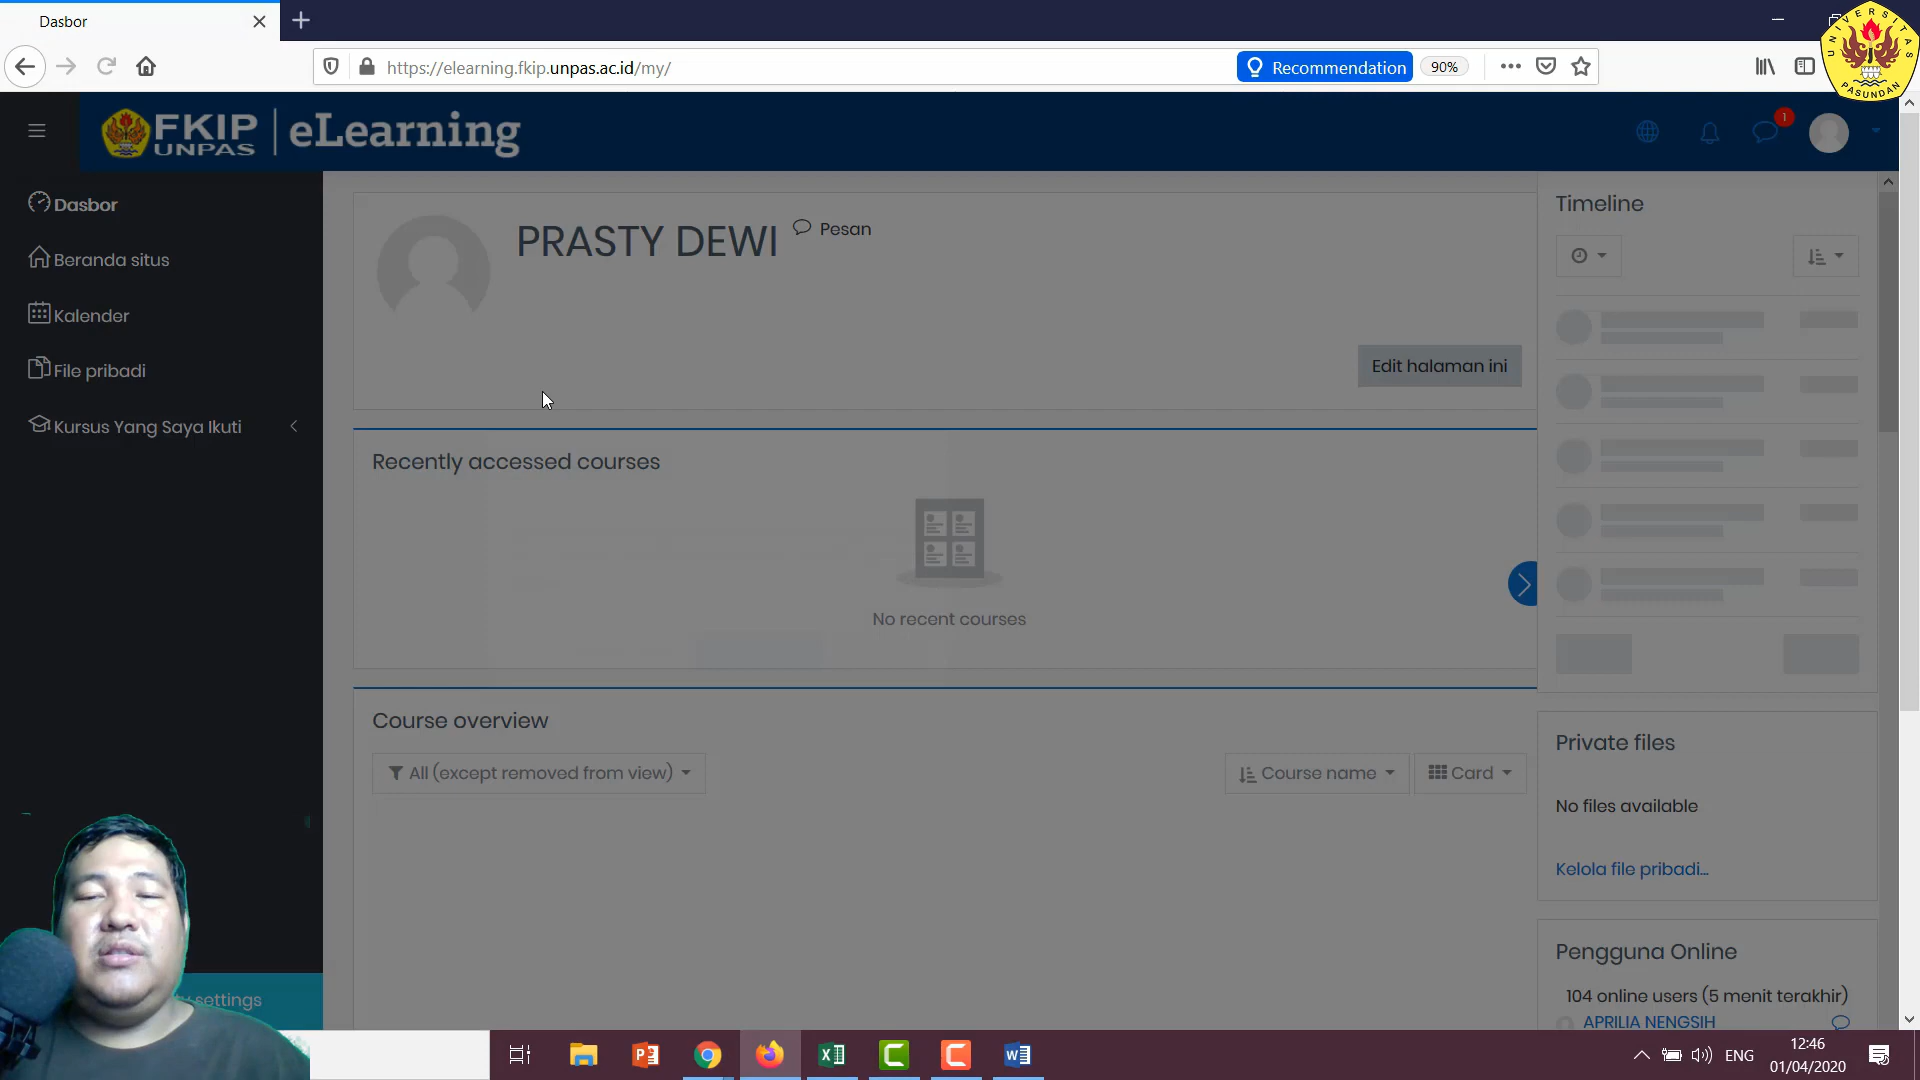 Dasbor
https://elearning.fkip.unpas.ac.id/my/
Recommendation
90%
UNIVERSITAS
PASUNDAN
FKIP
UNPAS
eLearning
1
Dasbor
Beranda situs
Kalender
File pribadi
Kursus Yang Saya Ikuti
settings
PRASTY DEWI
Pesan
Edit halaman ini
Recently accessed courses
No recent courses
Course overview
All (except removed from view)
Course name
Card
Timeline
Private files
No files available
Kelola file pribadi...
Pengguna Online
104 online users (5 menit terakhir)
APRILIA NENGSIH
ENG
12:46
01/04/2020